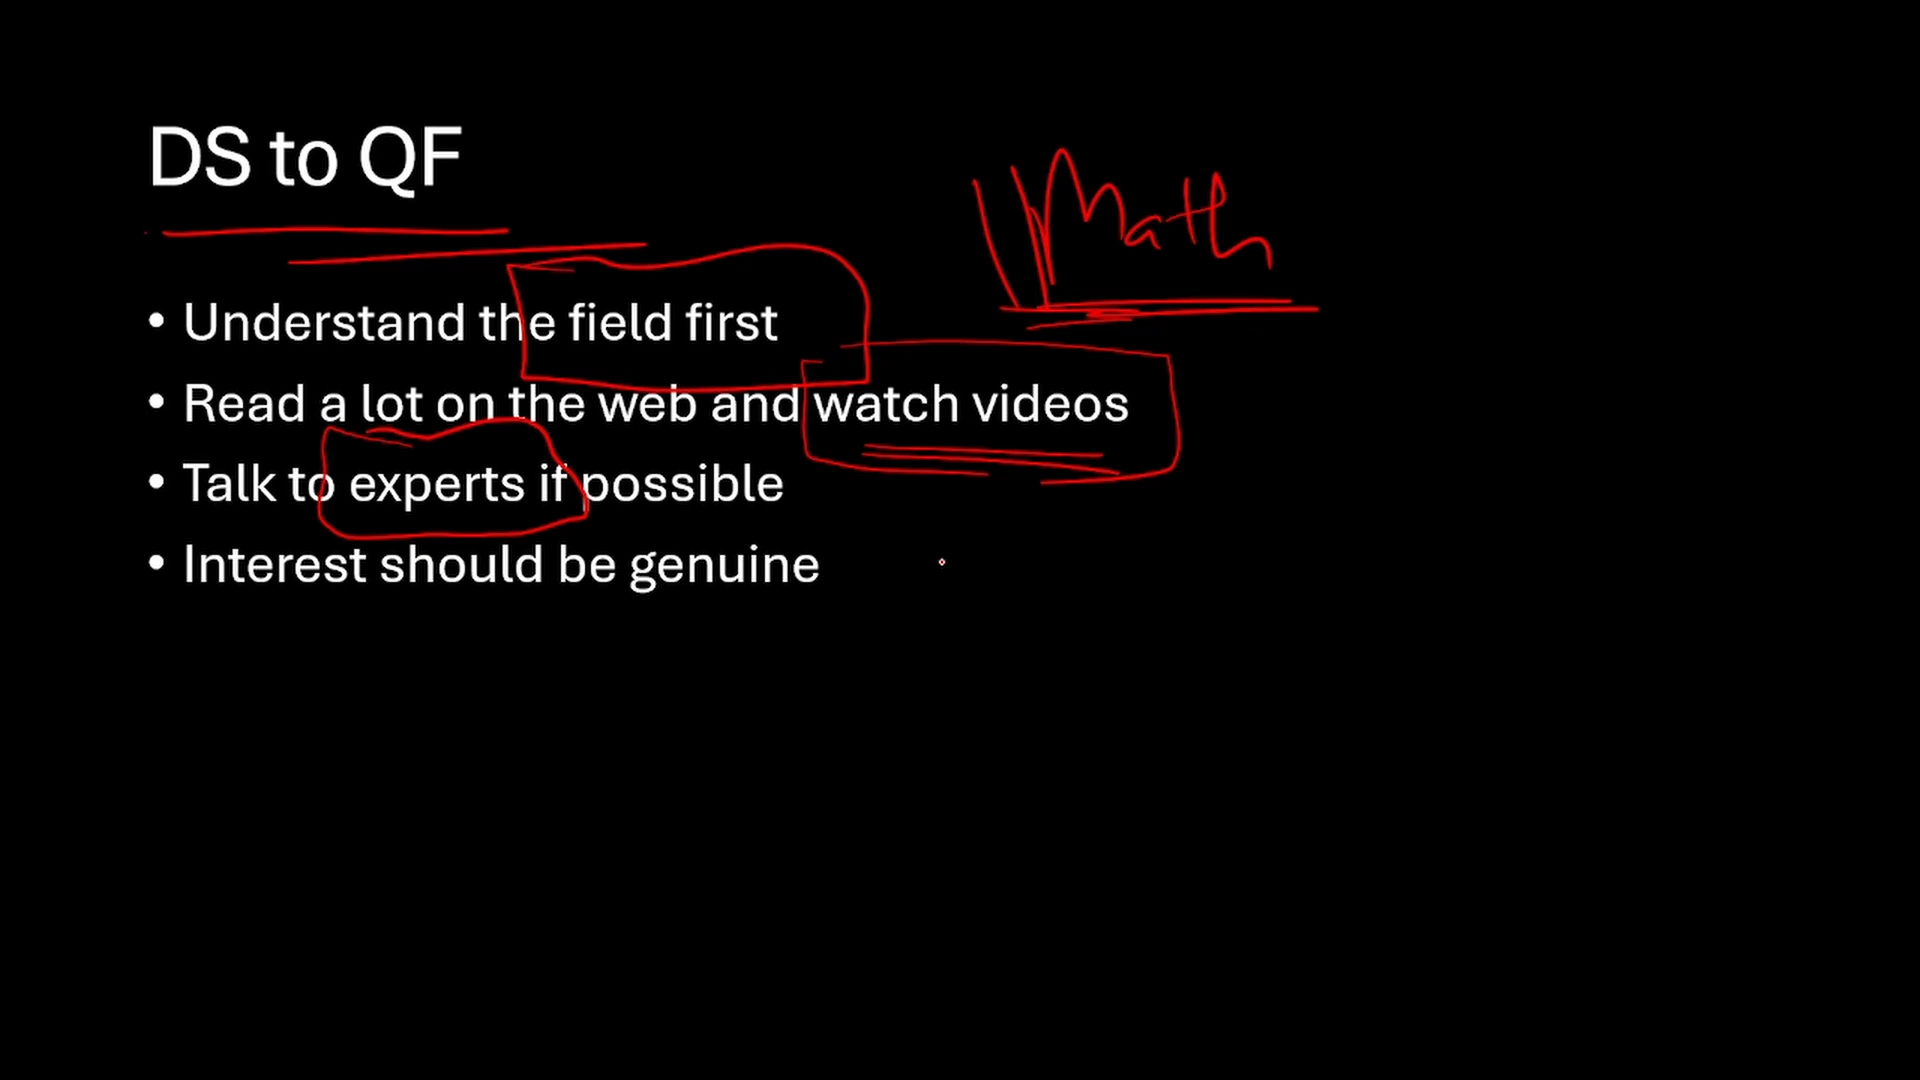 DS to QF
Math
• Understand the field first
• Read a lot on the web and watch videos
• Talk to experts if possible
• Interest should be genuine